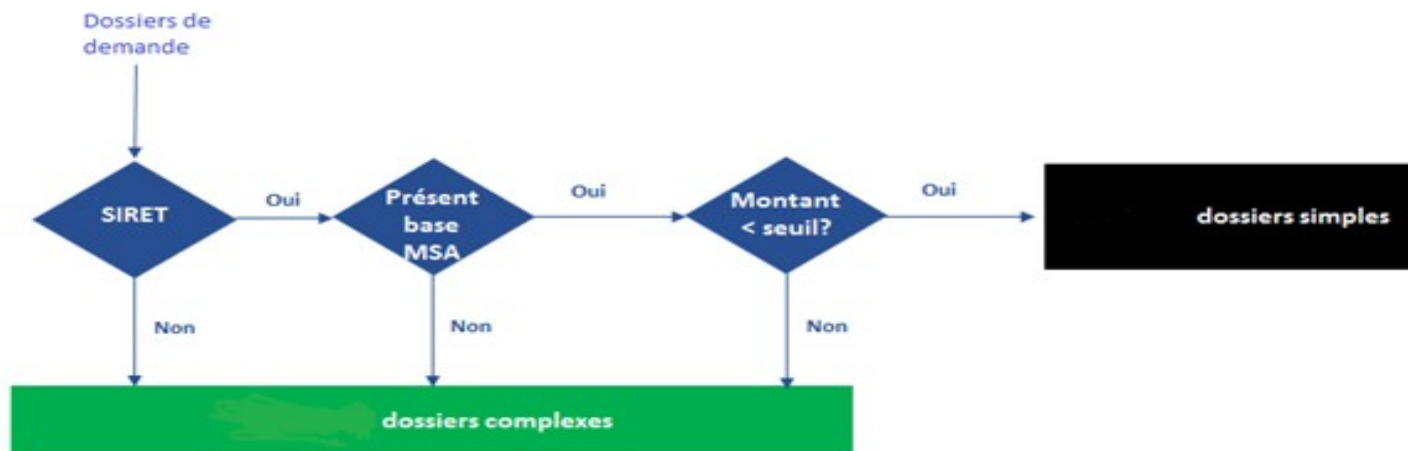 Dossiers de
demande
SIRET
Oui
Présent
base
MSA
Oui
Montant
< seuil?
Oui
dossiers simples
Non
Non
Non
dossiers complexes